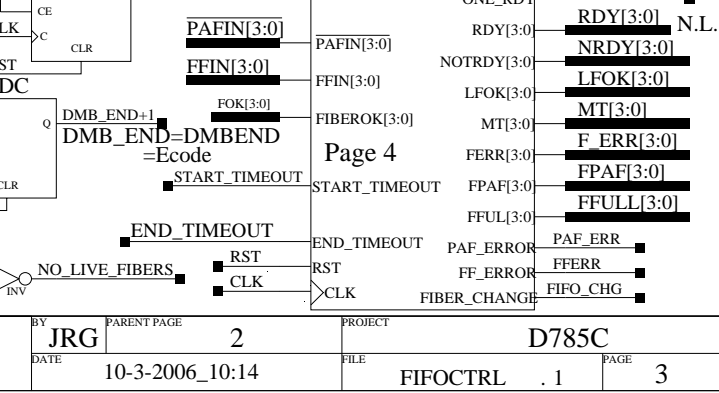 ONE_RDY
CE
LK
C
CLR
ST
DC
Q
CLR
DMB_END+1
DMB_END=DMBEND
=Ecode
PAFIN[3:0]
FFIN[3:0]
FOK[3:0]
START_TIMEOUT
END_TIMEOUT
RST
CLK
NO_LIVE_FIBERS
INV
PAFIN[3:0]
FFIN[3:0]
FIBEROK[3:0]
Page 4
START_TIMEOUT
END_TIMEOUT
RST
CLK
RDY[3:0]
NOTRDY[3:0]
LFOK[3:0]
MT[3:0]
FERR[3:0]
FPAF[3:0]
FFUL[3:0]
PAF_ERROR
FF_ERROR
FIBER_CHANGE
RDY[3:0] N.L.
NRDY[3:0]
LFOK[3:0]
MT[3:0]
F_ERR[3:0]
FPAF[3:0]
FFULL[3:0]
PAF_ERR
FFERR
FIFO_CHG
BY JRG PARENT PAGE 2 PROJECT D785C
DATE 10-3-2006_10:14 FILE FIFOCTRL . 1 PAGE 3